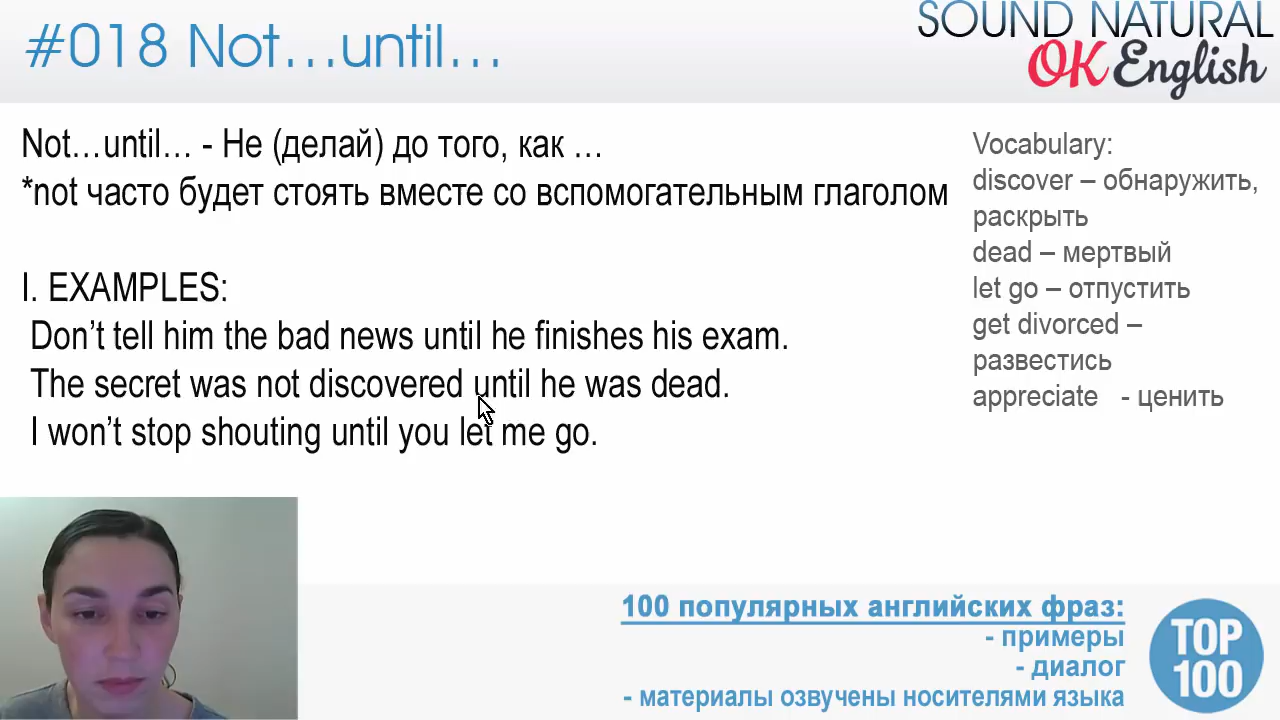 #018 Not...until...
SOUND NATURAL
OK English
Not...until... - Не (делай) до того, как ...
*not часто будет стоять вместе со вспомогательным глаголом
I. EXAMPLES:
Don't tell him the bad news until he finishes his exam.
The secret was not discovered until he was dead.
I won't stop shouting until you let me go.
Vocabulary:
discover – обнаружить,
раскрыть
dead – мертвый
let go – отпустить
get divorced –
развестись
appreciate - ценить
100 популярных английских фраз:
- примеры
- диалог
- материалы озвучены носителями языка
TOP
100